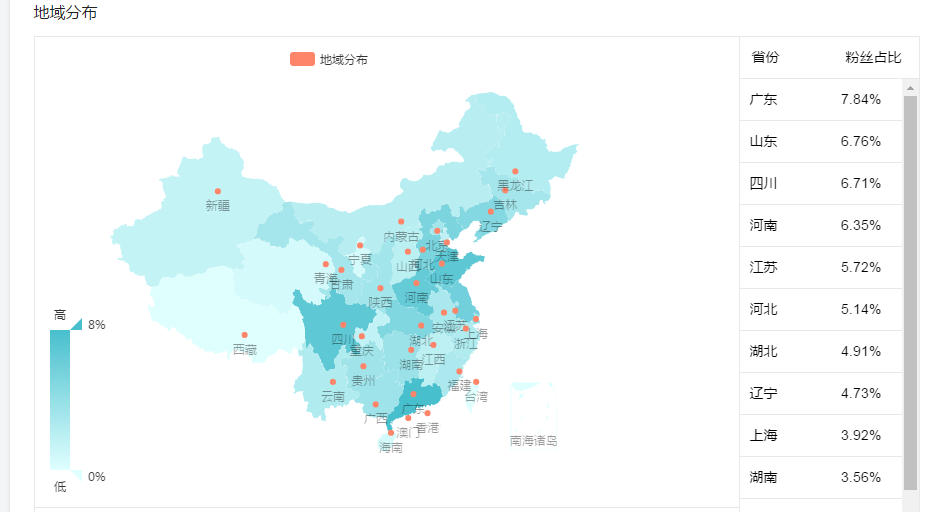 地域分布
地域分布
省份 粉丝占比
广东 7.84%
山东 6.76%
四川 6.71%
河南 6.35%
江苏 5.72%
河北 5.14%
湖北 4.91%
辽宁 4.73%
上海 3.92%
湖南 3.56%
黑龙江
吉林
新疆
辽宁
内蒙古
北京
天津
宁夏
山西
河北
青海
甘肃
山东
陕西
河南
高
8%
安徽
江苏
上海
四川
湖北
浙江
西藏
重庆
湖南
江西
贵州
福建
云南
台湾
广东
广西
香港
澳门
南海诸岛
海南
0%
低